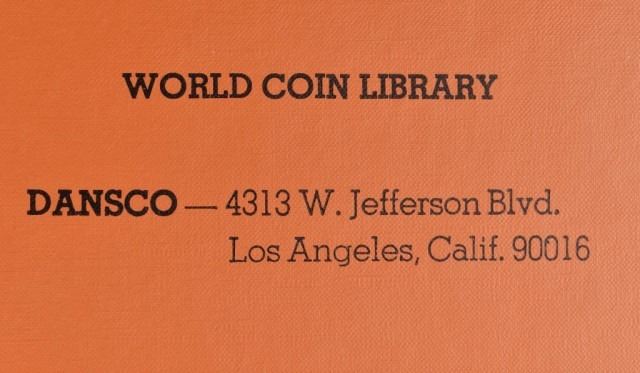 WORLD COIN LIBRARY
DANSCO — 4313 W. Jefferson Blvd.
Los Angeles, Calif. 90016